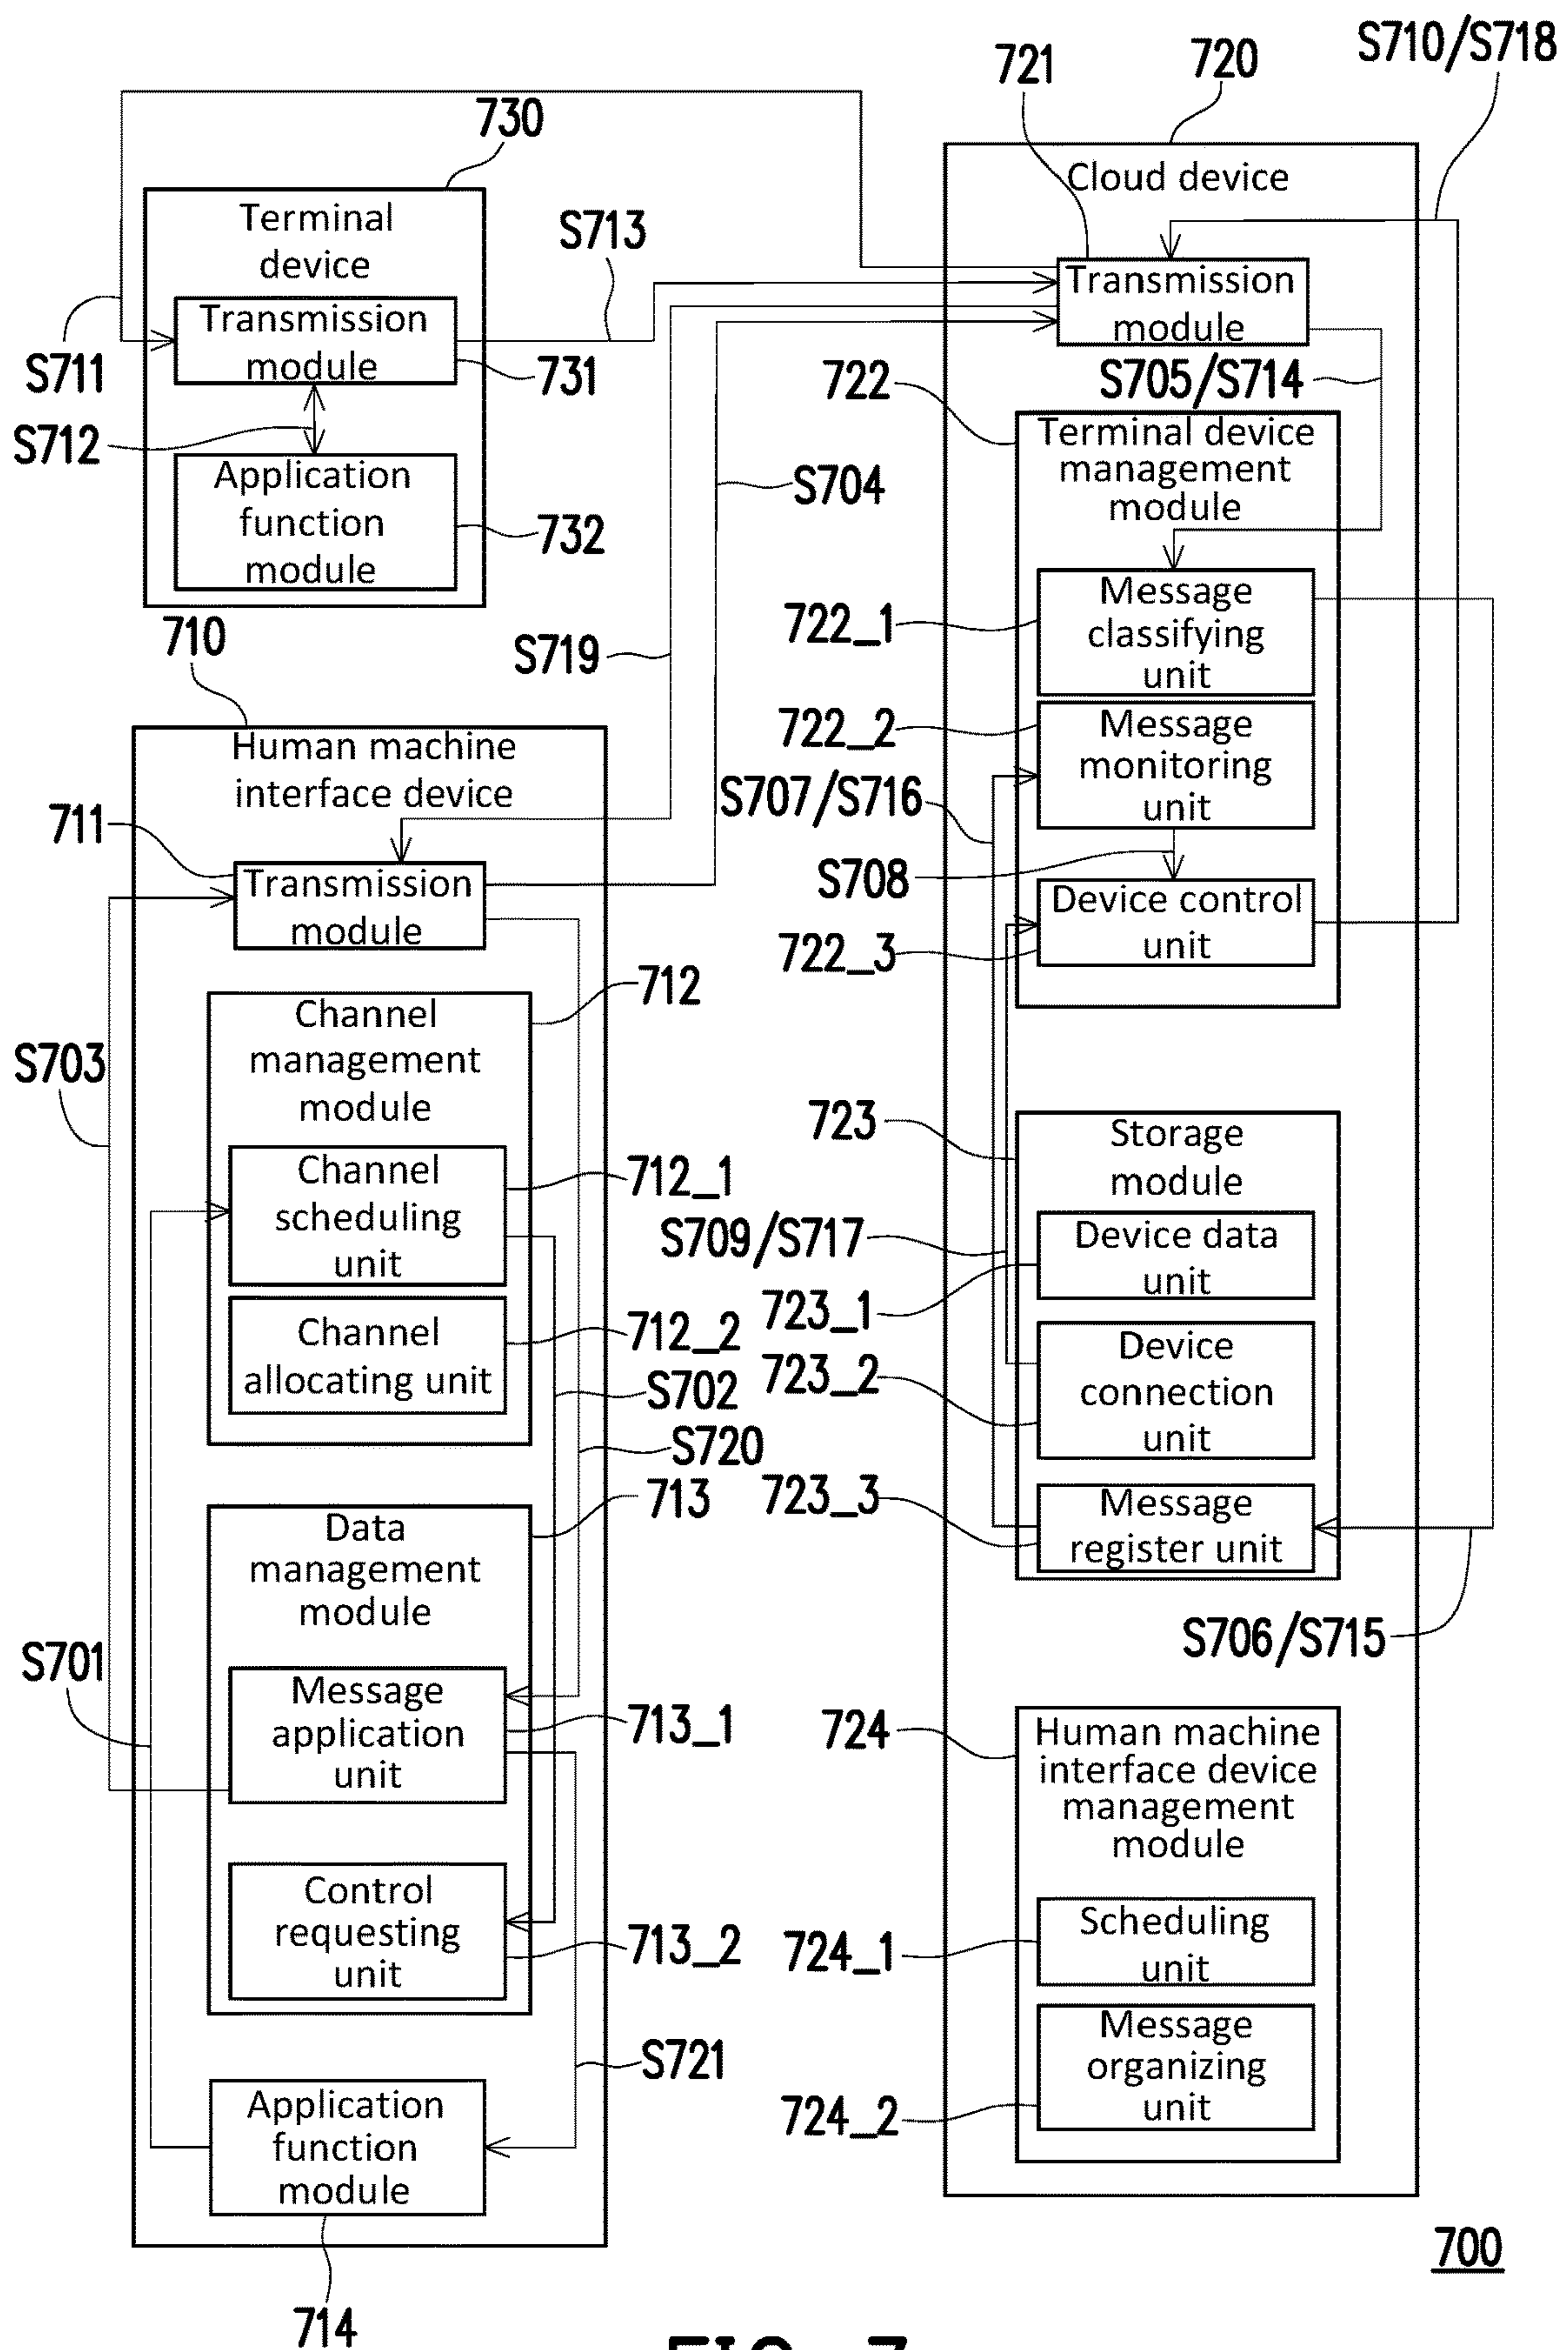 S710/S718
720
721
730
Cloud device
Terminal
device
S713
Transmission
module
Transmission
module
S711
731
S705/S714
722
S712
Terminal device
management
module
Application
function
module
S704
732
Message
classifying
unit
722_1
710
S719
722_2
Message
monitoring
unit
Human machine
interface device
S707/S716
711
S708
Transmission
module
Device control
unit
722_3
712
Channel
management
module
S703
723
Storage
module
Channel
scheduling
unit
712_1
S709/S717
Device data
unit
723_1
Channel
allocating unit
712_2
Device
connection
unit
723_2
S702
S720
713
723_3
Message
register unit
Data
management
module
S706/S715
S701
Message
application
unit
713_1
724
Human machine
interface device
management
module
Control
requesting
unit
713_2
Scheduling
unit
724_1
Message
organizing
unit
S721
724_2
Application
function
module
714
700
FIG. 7